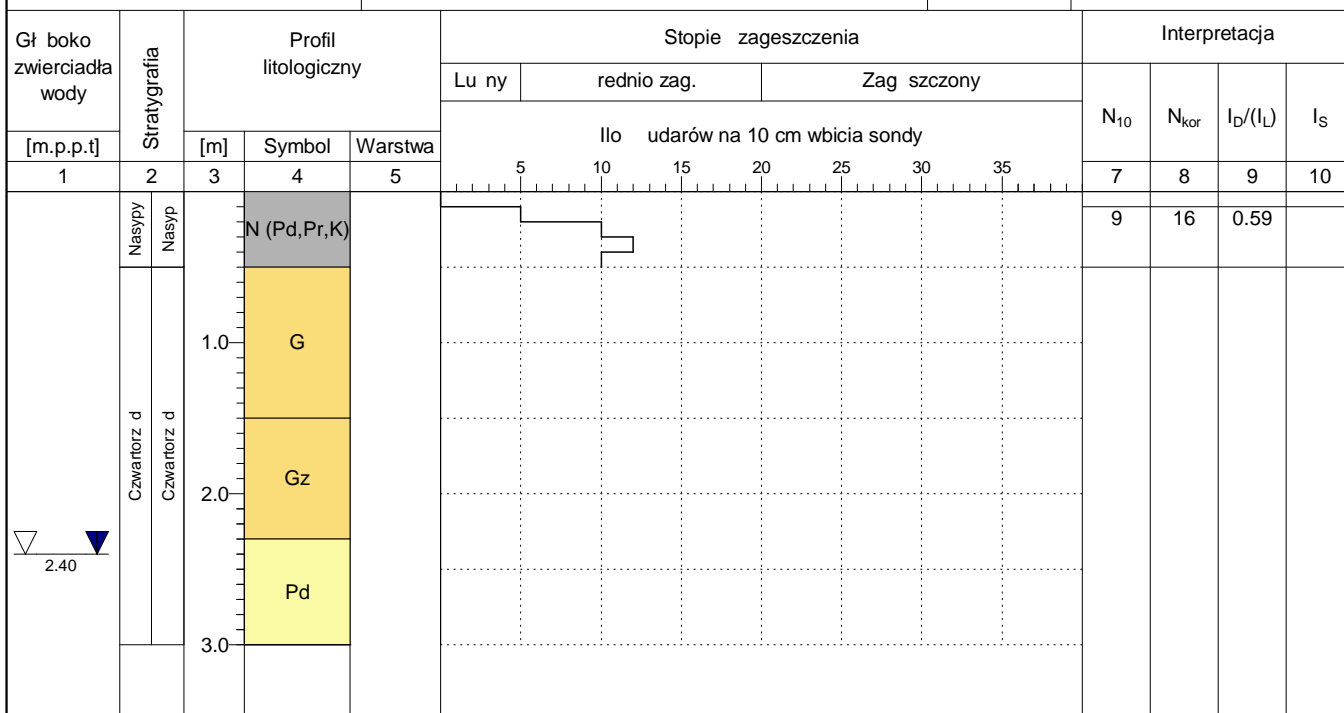 Gł boko
zwierciadła
wody
[m.p.p.t]
Stratygrafia
Profil
litologiczny
[m]
Symbol
Warstwa
Stopie zageszczenia
Lu ny
rednio zag.
Zag szczony
Ilo udarów na 10 cm wbicia sondy
5 10 15 20 25 30 35
Interpretacja
N10
Nkor
ID/(IL)
IS
1 2 3 4 5 7 8 9 10
Nasypy
Nasyp
N (Pd,Pr,K)
9 16 0.59
1.0
G
Czwartorz d
Czwartorz d
Gz
2.0
2.40
Pd
3.0